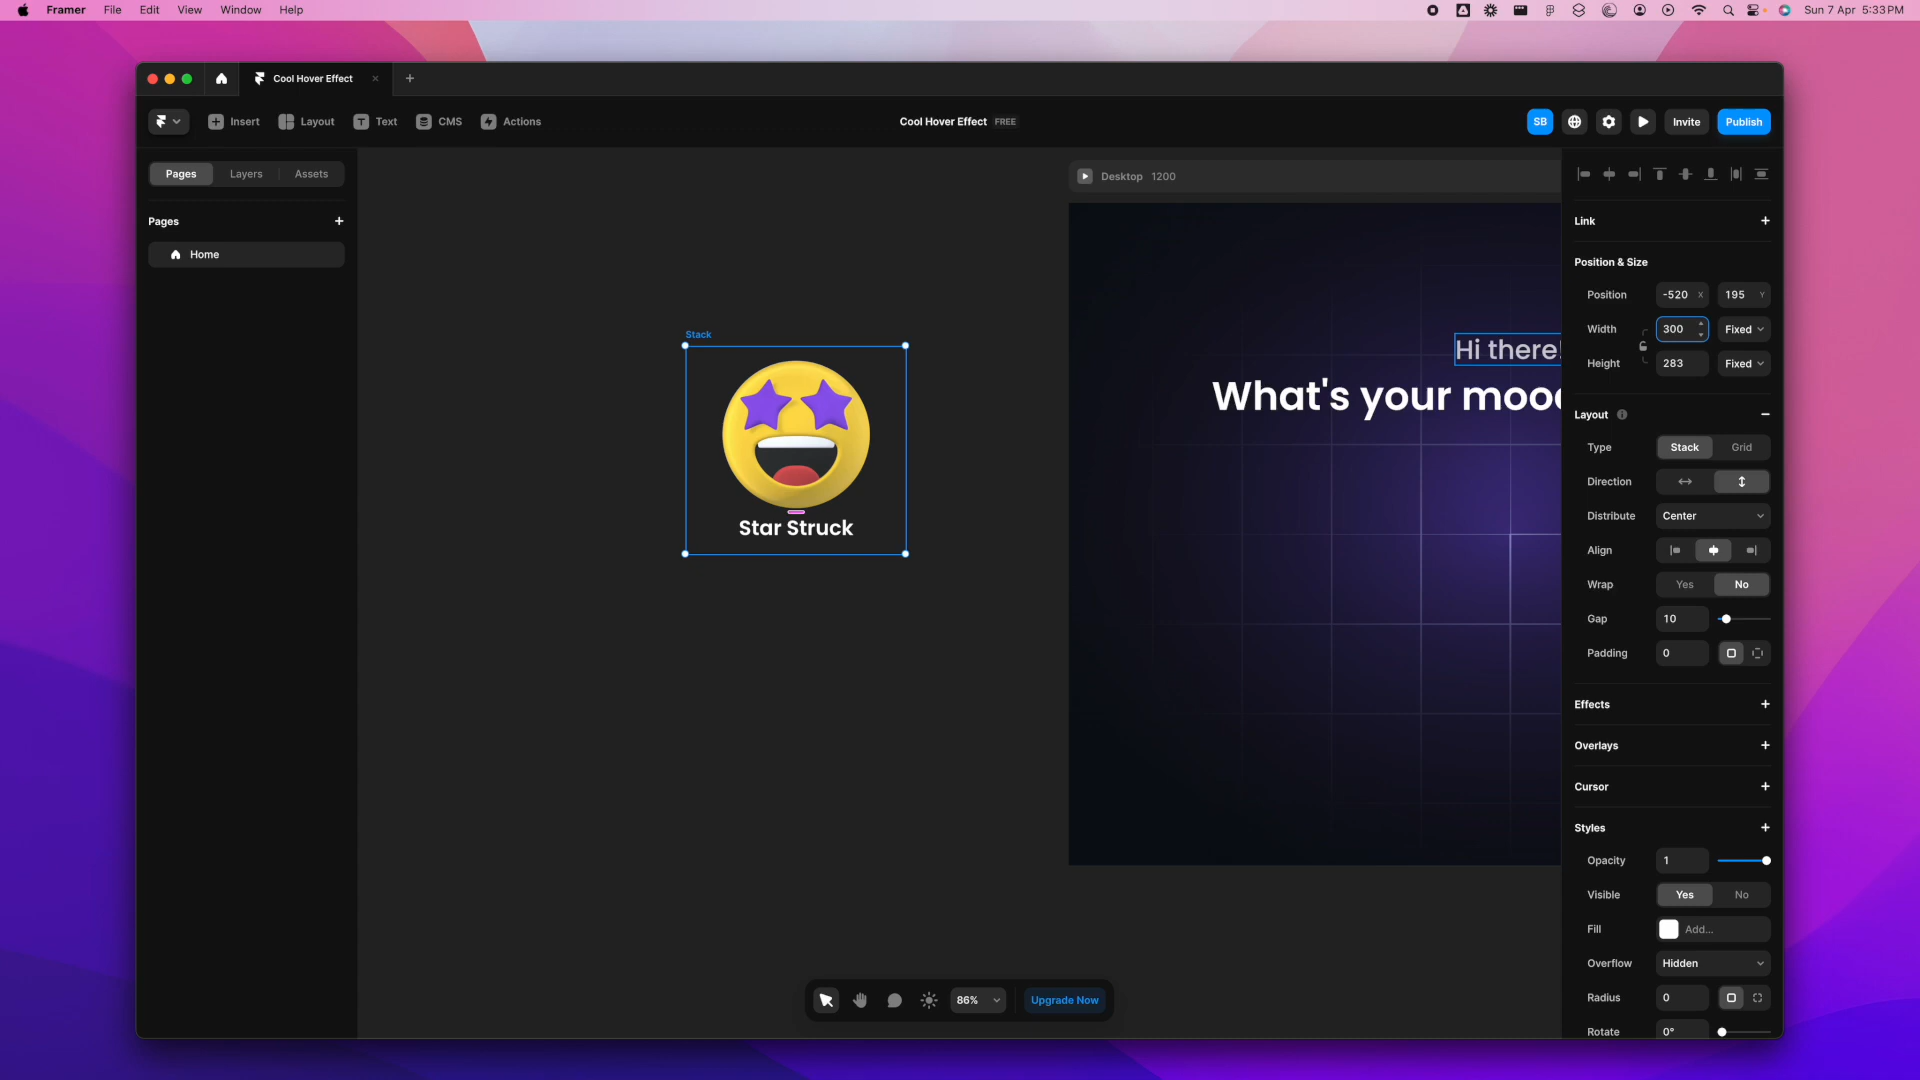 Framer File Edit View Window Help
Sun 7 Apr 5:33 PM
Cool Hover Effect
Insert Layout Text CMS Actions
Cool Hover Effect FREE
SB Invite Publish
Pages Layers Assets
Pages
Home
Desktop 1200
Stack
Star Struck
Hi there!
What's your mood
Link
Position & Size
Position -520 X 195 Y
Width 300 Fixed
Height 283 Fixed
Layout
Type Stack Grid
Direction
Distribute Center
Align
Wrap Yes No
Gap 10
Padding 0
Effects
Overlays
Cursor
Styles
Opacity 1
Visible Yes No
Fill Add...
Overflow Hidden
Radius 0
Rotate 0°
86% Upgrade Now